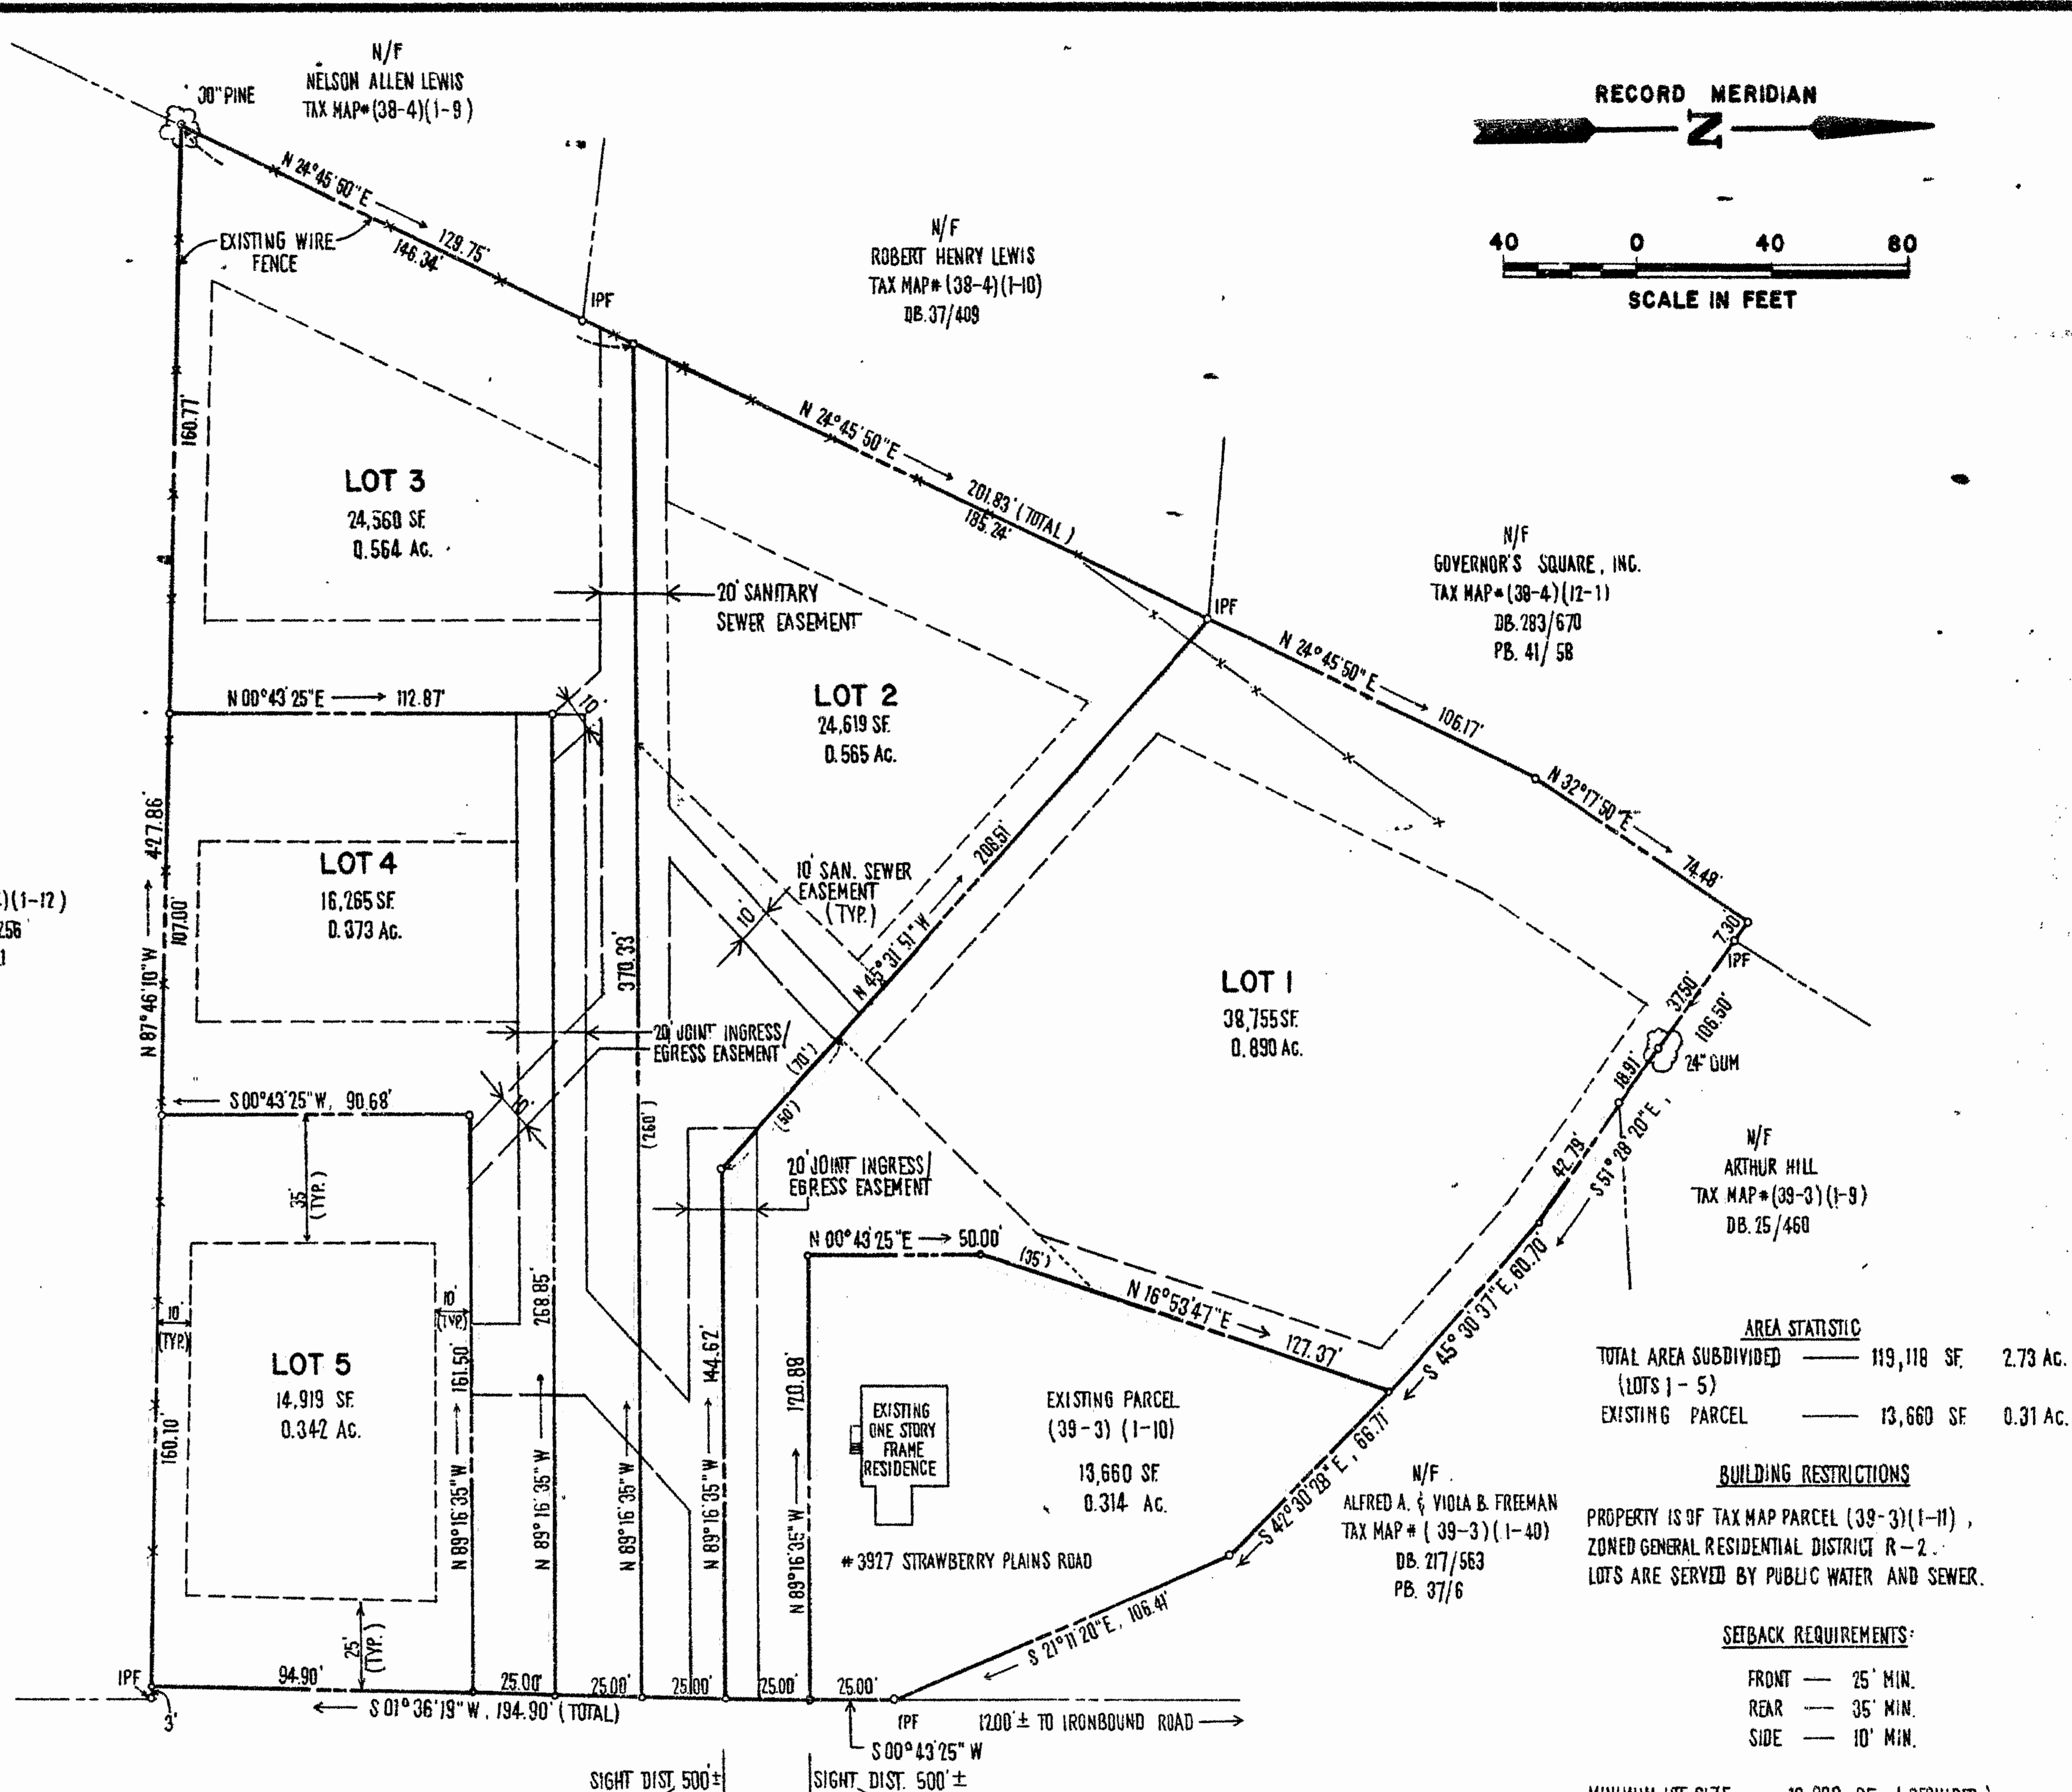 N/F
NELSON ALLEN LEWIS
TAX MAP# (38-4)(1-9)
30" PINE
RECORD MERIDIAN
N
40 0 40 80
SCALE IN FEET
N 24°45'50"E
129.75'
146.34'
EXISTING WIRE
FENCE
IPF
N/F
ROBERT HENRY LEWIS
TAX MAP# (38-4)(1-10)
DB. 37/409
N 24°45'50"E
201.83' (TOTAL)
185.24'
N/F
GOVERNOR'S SQUARE, INC.
TAX MAP# (38-4)(12-1)
DB. 283/670
PB. 41/58
IPF
N 24°45'50"E
106.17'
N 32°17'50"E
74.48'
7.30'
IPF
37.50'
106.50'
24" GUM
18.91'
42.79'
S 51°28'20"E,
160.77'
LOT 3
24,560 SF.
0.564 AC.
20' SANITARY
SEWER EASEMENT
N 00°43'25"E
112.87'
10'
LOT 2
24,619 SF.
0.565 AC.
208.51'
N 45°31'51"W
10' SAN. SEWER
EASEMENT
(TYP.)
10'
(70')
(50')
LOT 1
38,755 SF.
0.890 AC.
427.86'
N 87°46'10"W
107.00'
)(1-12)
256
1
LOT 4
16,265 SF.
0.373 AC.
370.33'
(260')
20' JOINT INGRESS/
EGRESS EASEMENT
S 00°43'25"W, 90.68'
10'
35'
(TYP.)
20' JOINT INGRESS/
EGRESS EASEMENT
N/F
ARTHUR HILL
TAX MAP# (39-3)(1-9)
DB. 25/460
N 00°43'25"E
50.00'
(35')
N 16°53'47"E
127.37'
S 45°30'37"E, 60.70'
10'
(TYP.)
10'
(TYP.)
LOT 5
14,919 SF.
0.342 AC.
160.10'
161.50'
N 89°16'35"W
268.85'
N 89°16'35"W
N 89°16'35"W
144.62'
N 89°16'35"W
120.88'
N 89°16'35"W
EXISTING
ONE STORY
FRAME
RESIDENCE
EXISTING PARCEL
(39-3) (1-10)
13,660 SF
0.314 AC.
# 3927 STRAWBERRY PLAINS ROAD
S 42°30'28"E, 66.71'
N/F
ALFRED A. & VIOLA B. FREEMAN
TAX MAP # (39-3)(1-40)
DB. 217/563
PB. 37/6
S 21°11'20"E, 106.41'
AREA STATISTIC
TOTAL AREA SUBDIVIDED 119,118 SF. 2.73 AC.
(LOTS 1 - 5)
EXISTING PARCEL 13,660 SF 0.31 AC.
BUILDING RESTRICTIONS
PROPERTY IS OF TAX MAP PARCEL (39-3)(1-11),
ZONED GENERAL RESIDENTIAL DISTRICT R-2.
LOTS ARE SERVED BY PUBLIC WATER AND SEWER.
SETBACK REQUIREMENTS:
FRONT — 25' MIN.
REAR — 35' MIN.
SIDE — 10' MIN.
25'
(TYP.)
IPF
3'
94.90'
25.00'
25.00'
25.00'
25.00'
25.00'
S 01°36'19"W, 194.90' (TOTAL)
IPF
1200'± TO IRONBOUND ROAD
S 00°43'25"W
SIGHT DIST. 500'±
SIGHT DIST. 500'±